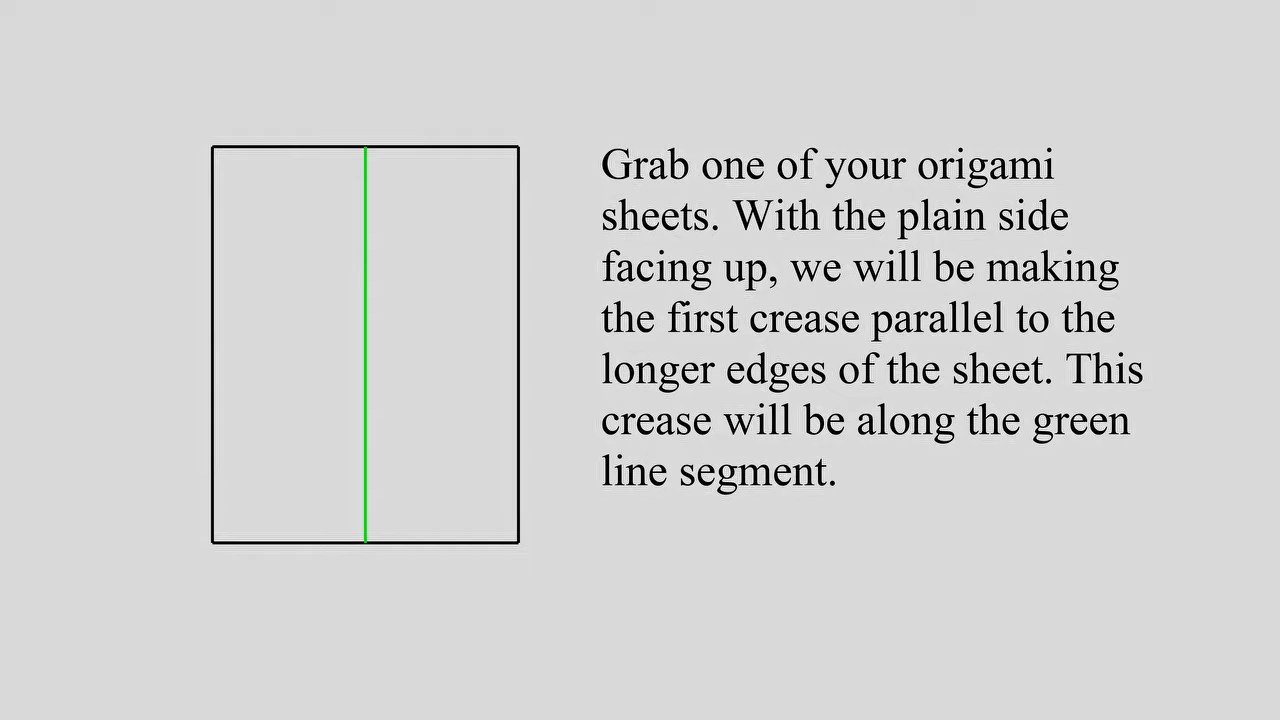 Grab one of your origami
sheets. With the plain side
facing up, we will be making
the first crease parallel to the
longer edges of the sheet. This
crease will be along the green
line segment.